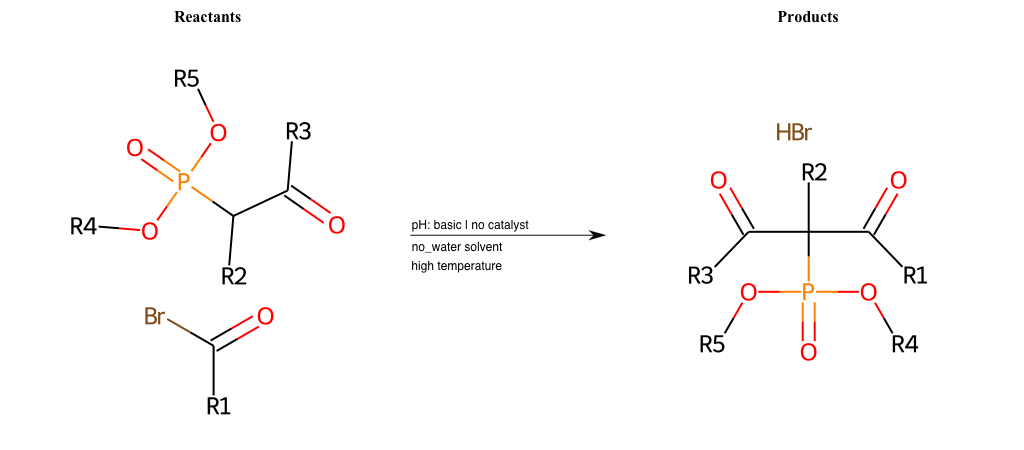 Reactants
Products
R5
O
O
R3
P
R4
O
O
R2
Br
O
R1
pH: basic | no catalyst
no_water solvent
high temperature
HBr
O
R2
O
R3
R1
O
P
O
R5
O
R4